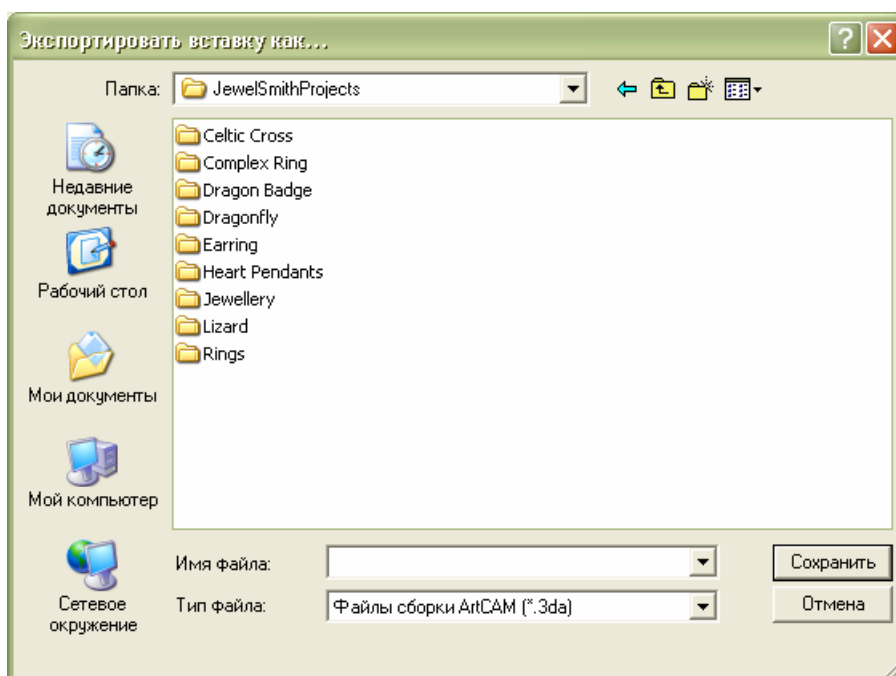 Экспортировать вставку как...
Папка: JewelSmithProjects
Недавние документы
Рабочий стол
Мои документы
Мой компьютер
Сетевое окружение
Celtic Cross
Complex Ring
Dragon Badge
Dragonfly
Earring
Heart Pendants
Jewellery
Lizard
Rings
Имя файла:
Сохранить
Тип файла: Файлы сборки ArtCAM (*.3da)
Отмена